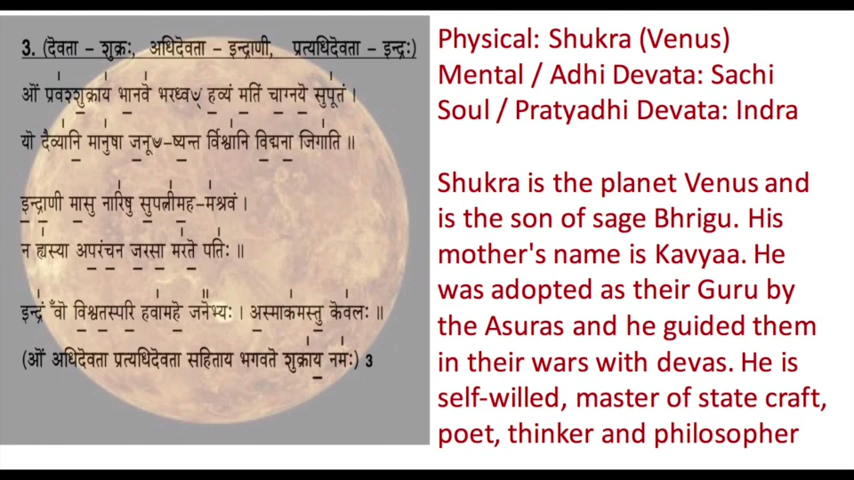 3. (देवता – शुक्रः, अधिदेवता – इन्द्राणी, प्रत्यधिदेवता – इन्द्रः)
ओं प्रवश्शुक्राय भानवे भरध्वꣳ हव्यं मतिं चाग्नये सुपूतं ।
यो दैव्यानि मानुषा जनूꣳ-ष्यन्त र्विश्वानि विद्मना जिगाति ॥
इन्द्राणी मासु नारिषु सुपत्नीमह-मश्रवं ।
न ह्यस्या अपरंचन जरसा मरते पतिः ॥
इन्द्रं वो विश्वतस्परि हवामहे जनेभ्यः । अस्माकमस्तु केवलः ॥
(ओं अधिदेवता प्रत्यधिदेवता सहिताय भगवते शुक्राय नमः) 3
Physical: Shukra (Venus)
Mental / Adhi Devata: Sachi
Soul / Pratyadhi Devata: Indra
Shukra is the planet Venus and
is the son of sage Bhrigu. His
mother's name is Kavyaa. He
was adopted as their Guru by
the Asuras and he guided them
in their wars with devas. He is
self-willed, master of state craft,
poet, thinker and philosopher